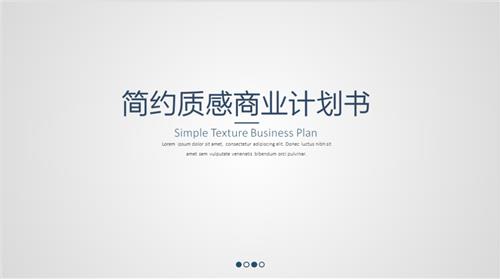 简约质感商业计划书
Simple Texture Business Plan
Lorem ipsum dolor sit amet, consectetur adipiscing elit. Donec luctus nibh sit
amet sem vulputate venenatis bibendum orci pulvinar.